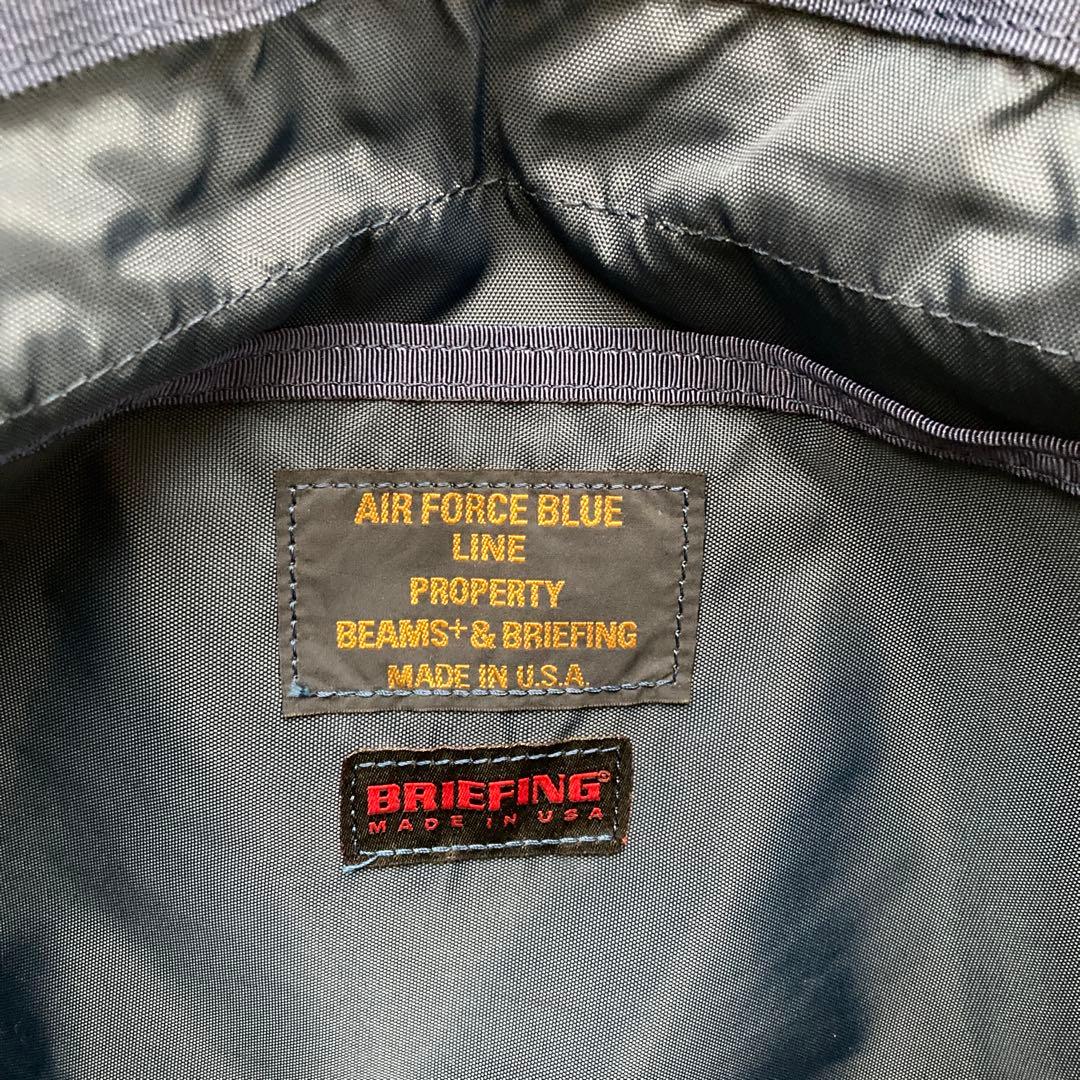 AIR FORCE BLUE
LINE
PROPERTY
BEAMS+ & BRIEFING
MADE IN U.S.A.
BRIEFING®
MADE IN USA